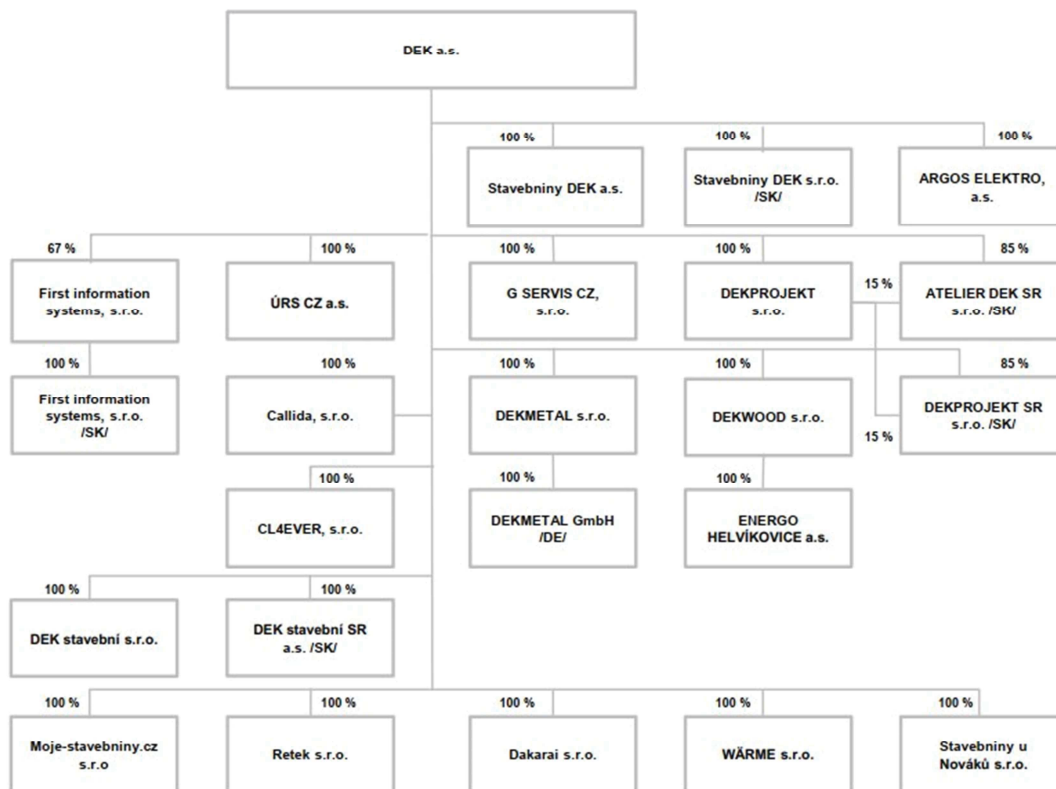 DEK a.s.
100 %
100 %
100 %
Stavebniny DEK a.s.
Stavebniny DEK s.r.o.
/SK/
ARGOS ELEKTRO,
a.s.
67 %
100 %
100 %
100 %
85 %
First information
systems, s.r.o.
ÚRS CZ a.s.
G SERVIS CZ,
s.r.o.
DEKPROJEKT
s.r.o.
15 %
ATELIER DEK SR
s.r.o. /SK/
100 %
100 %
100 %
100 %
85 %
First information
systems, s.r.o.
/SK/
Callida, s.r.o.
DEKMETAL s.r.o.
DEKWOOD s.r.o.
15 %
DEKPROJEKT SR
s.r.o. /SK/
100 %
100 %
100 %
CL4EVER, s.r.o.
DEKMETAL GmbH
/DE/
ENERGO
HELVÍKOVICE a.s.
100 %
100 %
DEK stavební s.r.o.
DEK stavební SR
a.s. /SK/
100 %
100 %
100 %
100 %
100 %
Moje-stavebniny.cz
s.r.o
Retek s.r.o.
Dakarai s.r.o.
WÄRME s.r.o.
Stavebniny u
Nováků s.r.o.